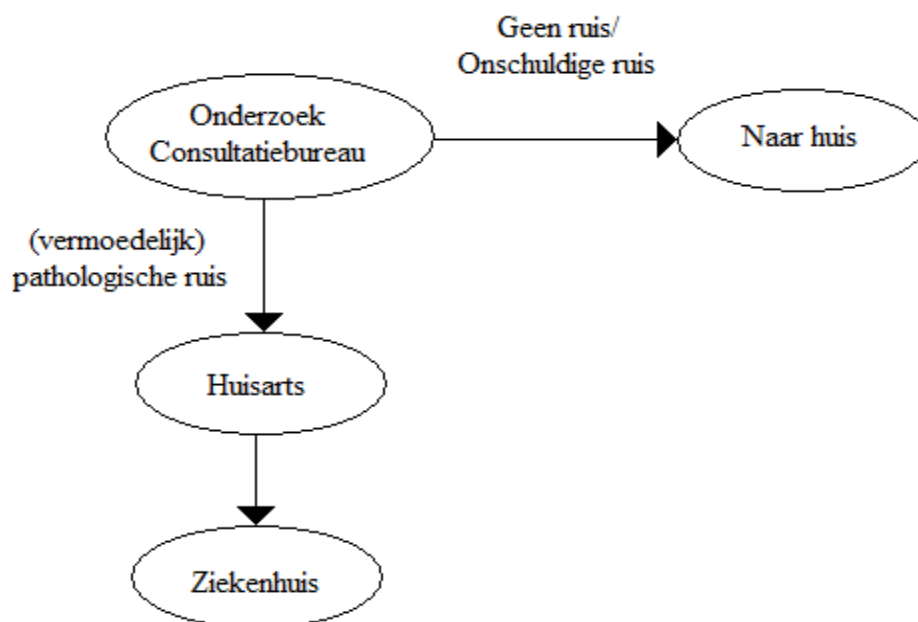 Geen ruis/
Onschuldige ruis
Onderzoek
Consultatiebureau
Naar huis
(vermoedelijk)
pathologische ruis
Huisarts
Ziekenhuis